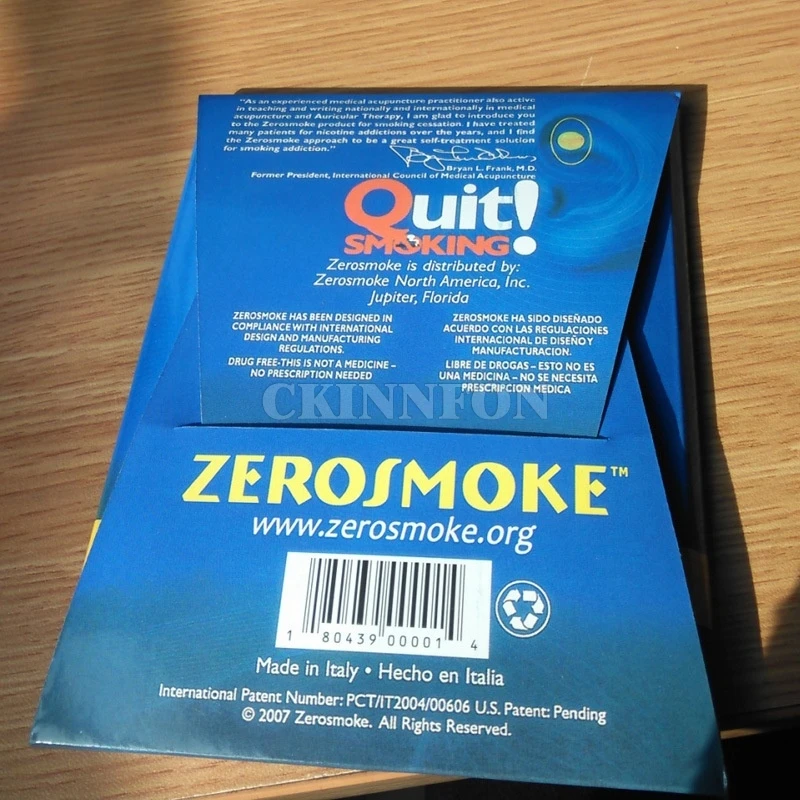 "As an experienced medical acupuncture practitioner also active
in teaching and writing nationally and internationally in medical
acupuncture and Auricular Therapy, I am glad to introduce you
to the Zerosmoke product for smoking cessation. I have treated
many patients for nicotine addictions over the years, and I find
the Zerosmoke approach to be a great self-treatment solution
for smoking addiction."
Bryan L. Frank, M.D.
Former President, International Council of Medical Acupuncture
Quit!
SMOKING
Zerosmoke is distributed by:
Zerosmoke North America, Inc.
Jupiter, Florida
ZEROSMOKE HAS BEEN DESIGNED IN
COMPLIANCE WITH INTERNATIONAL
DESIGN AND MANUFACTURING
REGULATIONS.
DRUG FREE-THIS IS NOT A MEDICINE –
NO PRESCRIPTION NEEDED
ZEROSMOKE HA SIDO DISEÑADO
ACUERDO CON LAS REGULACIONES
INTERNACIONAL DE DISEÑO Y
MANUFACTURACION.
LIBRE DE DROGAS – ESTO NO ES
UNA MEDICINA – NO SE NECESITA
PRESCRIPCION MEDICA
CKINNFON
ZEROSMOKE™
www.zerosmoke.org
1 80439 00001 4
Made in Italy • Hecho en Italia
International Patent Number: PCT/IT2004/00606 U.S. Patent: Pending
© 2007 Zerosmoke. All Rights Reserved.